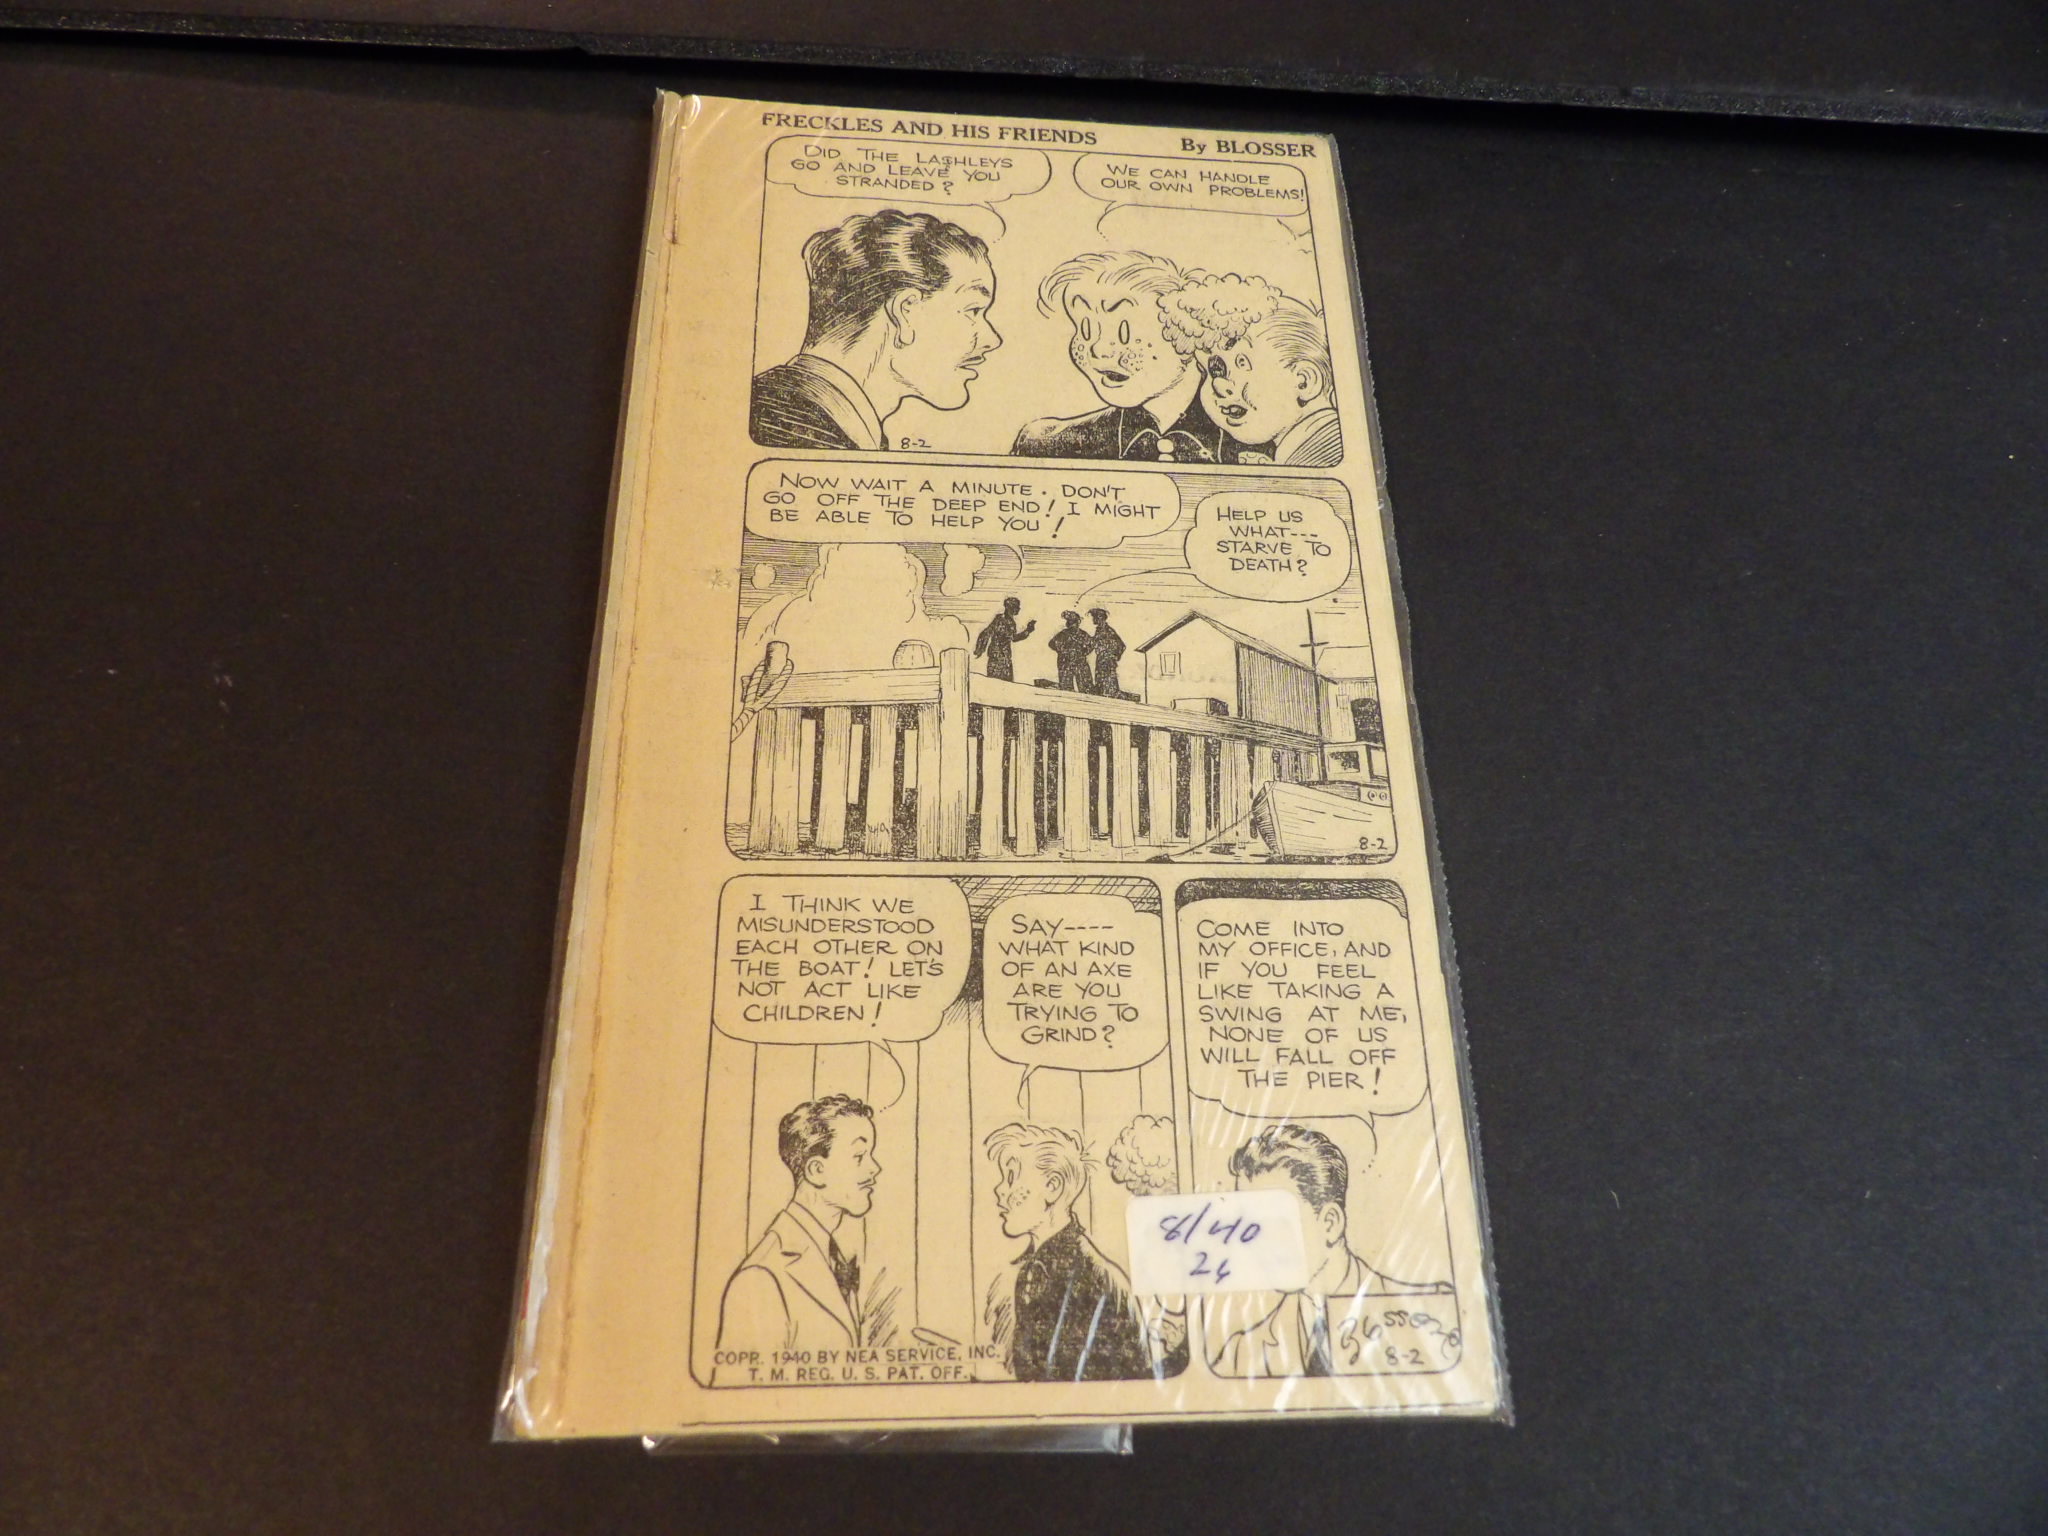 FRECKLES AND HIS FRIENDS By BLOSSER
DID THE LASHLEYS
GO AND LEAVE YOU
STRANDED?
WE CAN HANDLE
OUR OWN PROBLEMS!
8-2
NOW WAIT A MINUTE. DON'T
GO OFF THE DEEP END! I MIGHT
BE ABLE TO HELP YOU!
HELP US
WHAT---
STARVE TO
DEATH?
8-2
I THINK WE
MISUNDERSTOOD
EACH OTHER ON
THE BOAT! LET'S
NOT ACT LIKE
CHILDREN!
SAY----
WHAT KIND
OF AN AXE
ARE YOU
TRYING TO
GRIND?
COME INTO
MY OFFICE, AND
IF YOU FEEL
LIKE TAKING A
SWING AT ME,
NONE OF US
WILL FALL OFF
THE PIER!
8/40
26
COPR. 1940 BY NEA SERVICE, INC.
T. M. REG. U. S. PAT. OFF.
8-2